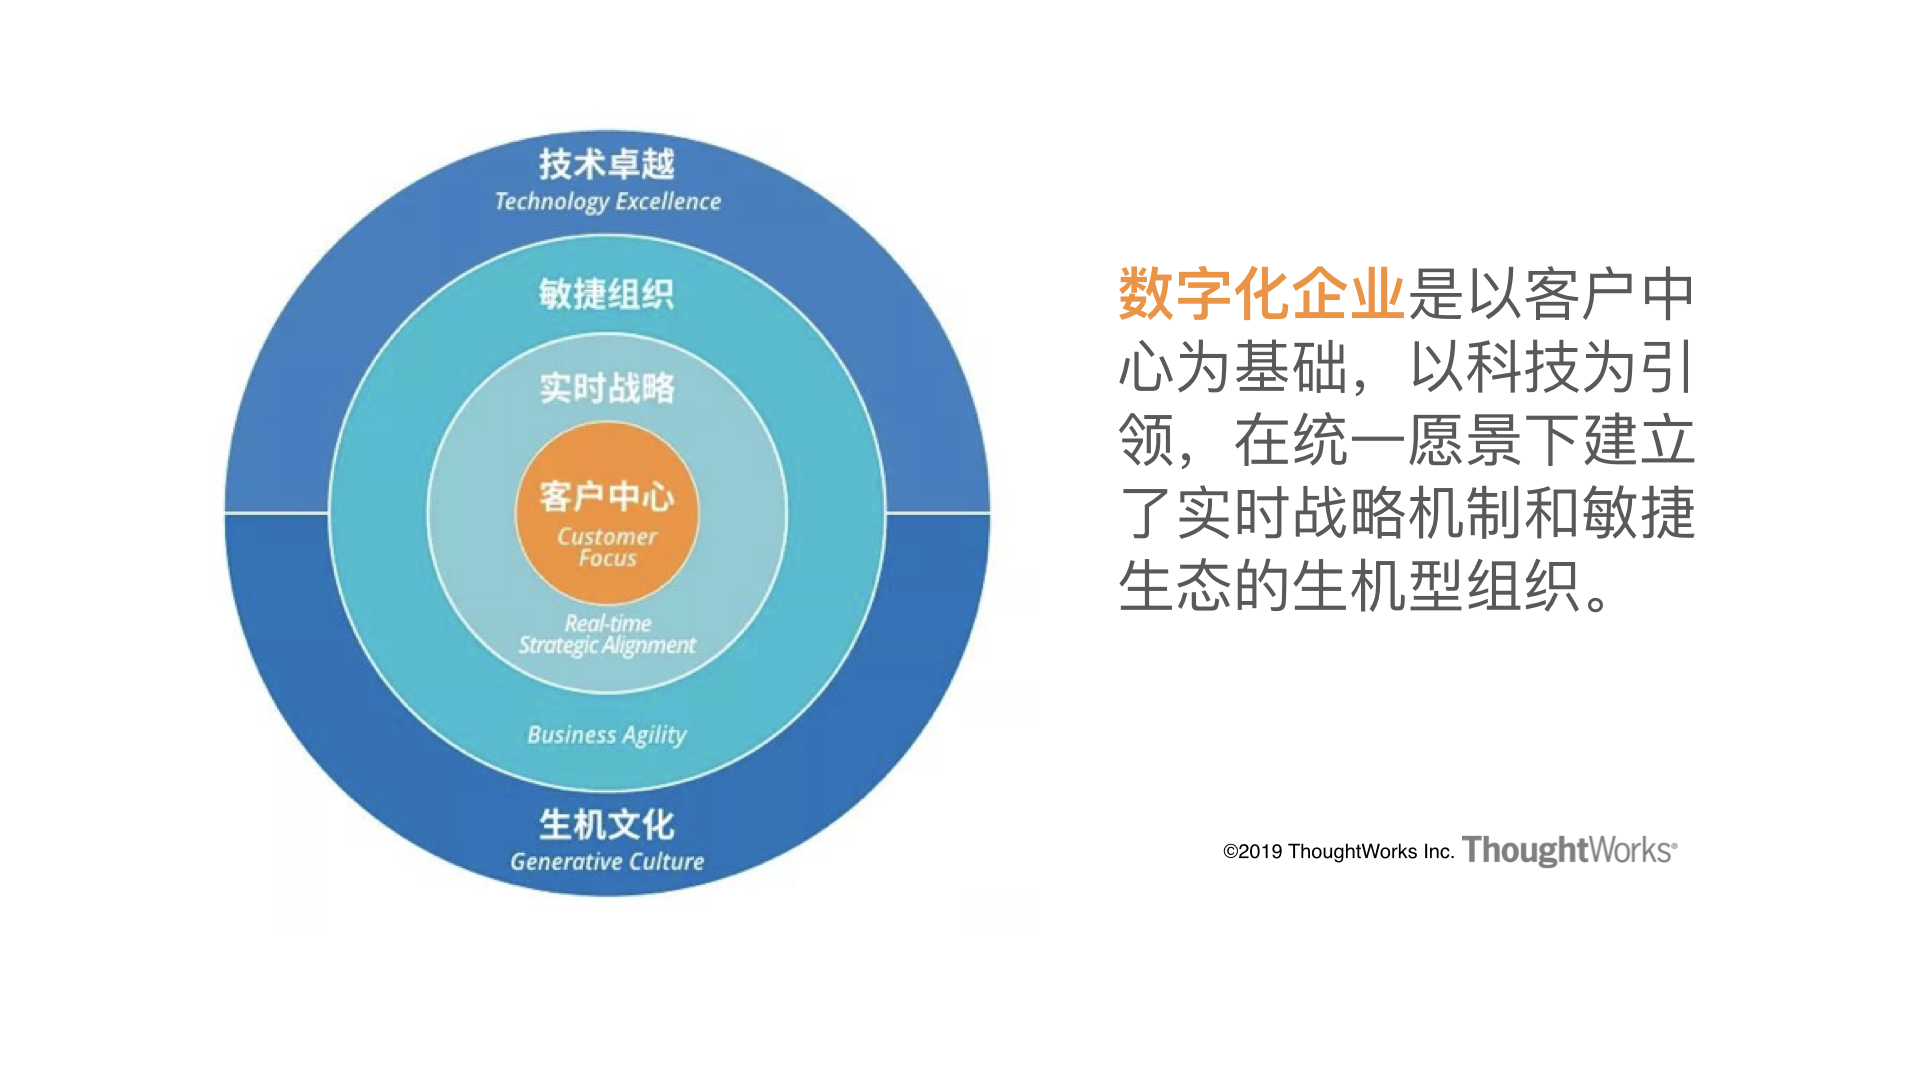 技术卓越
Technology Excellence
敏捷组织
实时战略
客户中心
Customer
Focus
Real-time
Strategic Alignment
Business Agility
生机文化
Generative Culture
数字化企业是以客户中
心为基础，以科技为引
领，在统一愿景下建立
了实时战略机制和敏捷
生态的生机型组织。
©2019 ThoughtWorks Inc. ThoughtWorks®